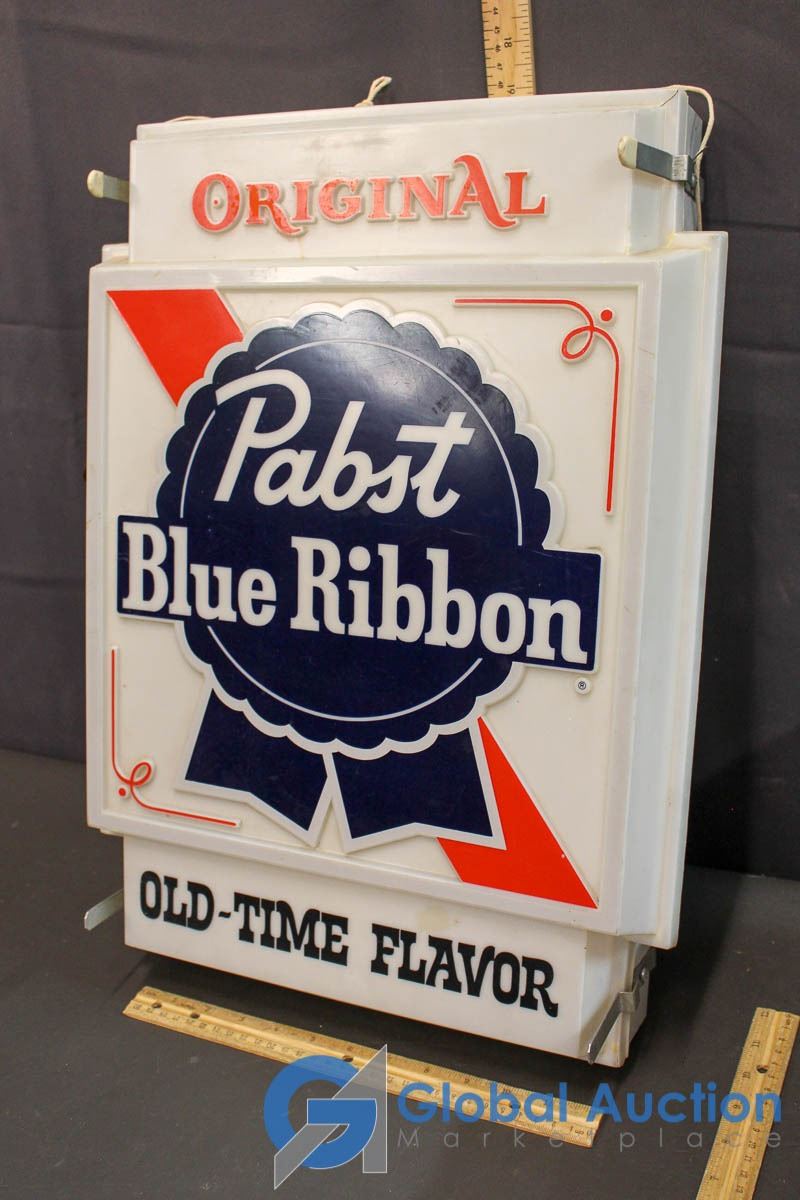 ORIGINAL
Pabst
Blue Ribbon
®
OLD-TIME FLAVOR
Global Auction
Marketplace